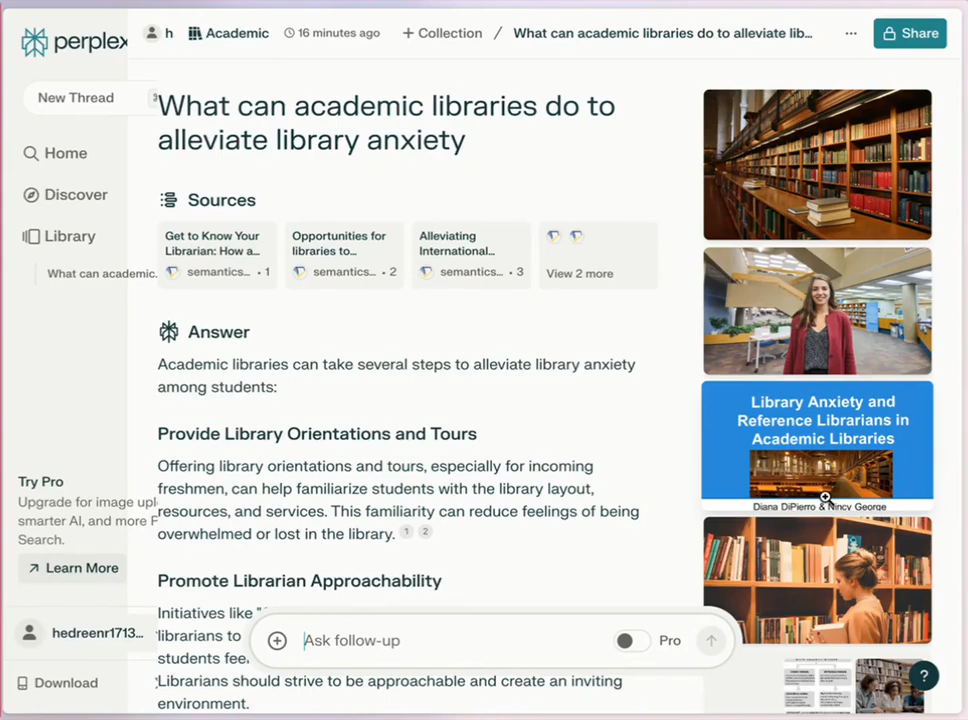 perplex
New Thread
Home
Discover
Library
What can academic.
Try Pro
Upgrade for image upl
smarter AI, and more F
Search.
Learn More
hedreenr1713...
Download
h Academic 16 minutes ago + Collection / What can academic libraries do to alleviate lib... ... Share
What can academic libraries do to
alleviate library anxiety
Sources
Get to Know Your
Librarian: How a...
semantics... • 1
Opportunities for
libraries to...
semantics... • 2
Alleviating
International...
semantics... • 3
View 2 more
Answer
Academic libraries can take several steps to alleviate library anxiety
among students:
Provide Library Orientations and Tours
Offering library orientations and tours, especially for incoming
freshmen, can help familiarize students with the library layout,
resources, and services. This familiarity can reduce feelings of being
overwhelmed or lost in the library. 1 2
Promote Librarian Approachability
Initiatives like "
librarians to
students feel
Librarians should strive to be approachable and create an inviting
environment.
Ask follow-up Pro
Library Anxiety and
Reference Librarians in
Academic Libraries
Diana DiPierro & Nincy George
?